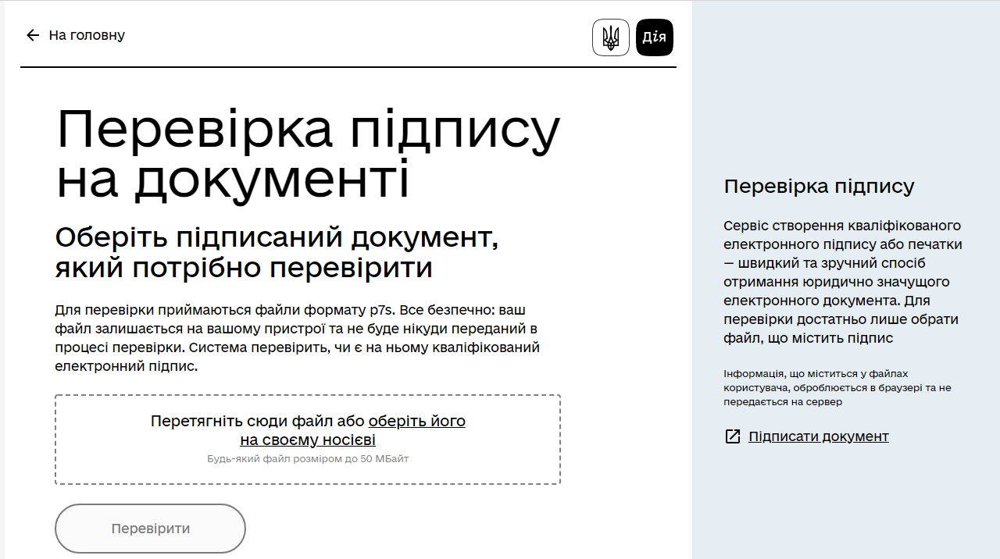 На головну
Дія
Перевірка підпису
на документі
Оберіть підписаний документ,
який потрібно перевірити
Для перевірки приймаються файли формату p7s. Все безпечно: ваш
файл залишається на вашому пристрої та не буде нікуди переданий в
процесі перевірки. Система перевірить, чи є на ньому кваліфікований
електронний підпис.
Перетягніть сюди файл або оберіть його
на своєму носієві
Будь-який файл розміром до 50 МБайт
Перевірити
Перевірка підпису
Сервіс створення кваліфікованого
електронного підпису або печатки
— швидкий та зручний спосіб
отримання юридично значущого
електронного документа. Для
перевірки достатньо лише обрати
файл, що містить підпис
Інформація, що міститься у файлах
користувача, оброблюється в браузері та не
передається на сервер
Підписати документ